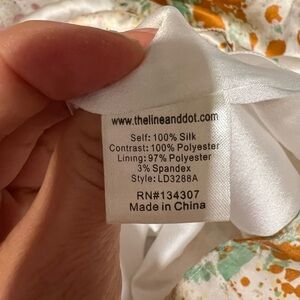 www.thelineanddot.com
Self: 100% Silk
Contrast: 100% Polyester
Lining: 97% Polyester
3% Spandex
Style: LD3288A
RN#134307
Made in China